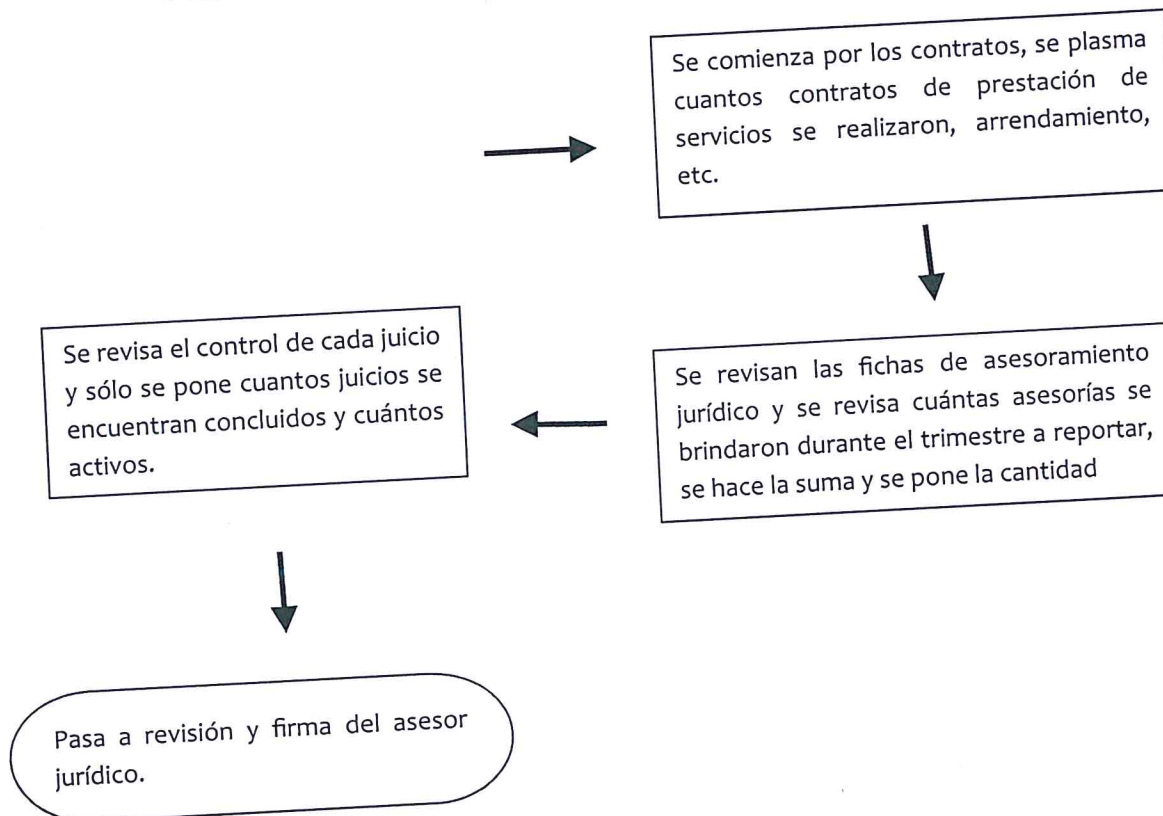 Se comienza por los contratos, se plasma
cuantos contratos de prestación de
servicios se realizaron, arrendamiento,
etc.
Se revisan las fichas de asesoramiento
jurídico y se revisa cuántas asesorías se
brindaron durante el trimestre a reportar,
se hace la suma y se pone la cantidad
Se revisa el control de cada juicio
y sólo se pone cuantos juicios se
encuentran concluidos y cuántos
activos.
Pasa a revisión y firma del asesor
jurídico.